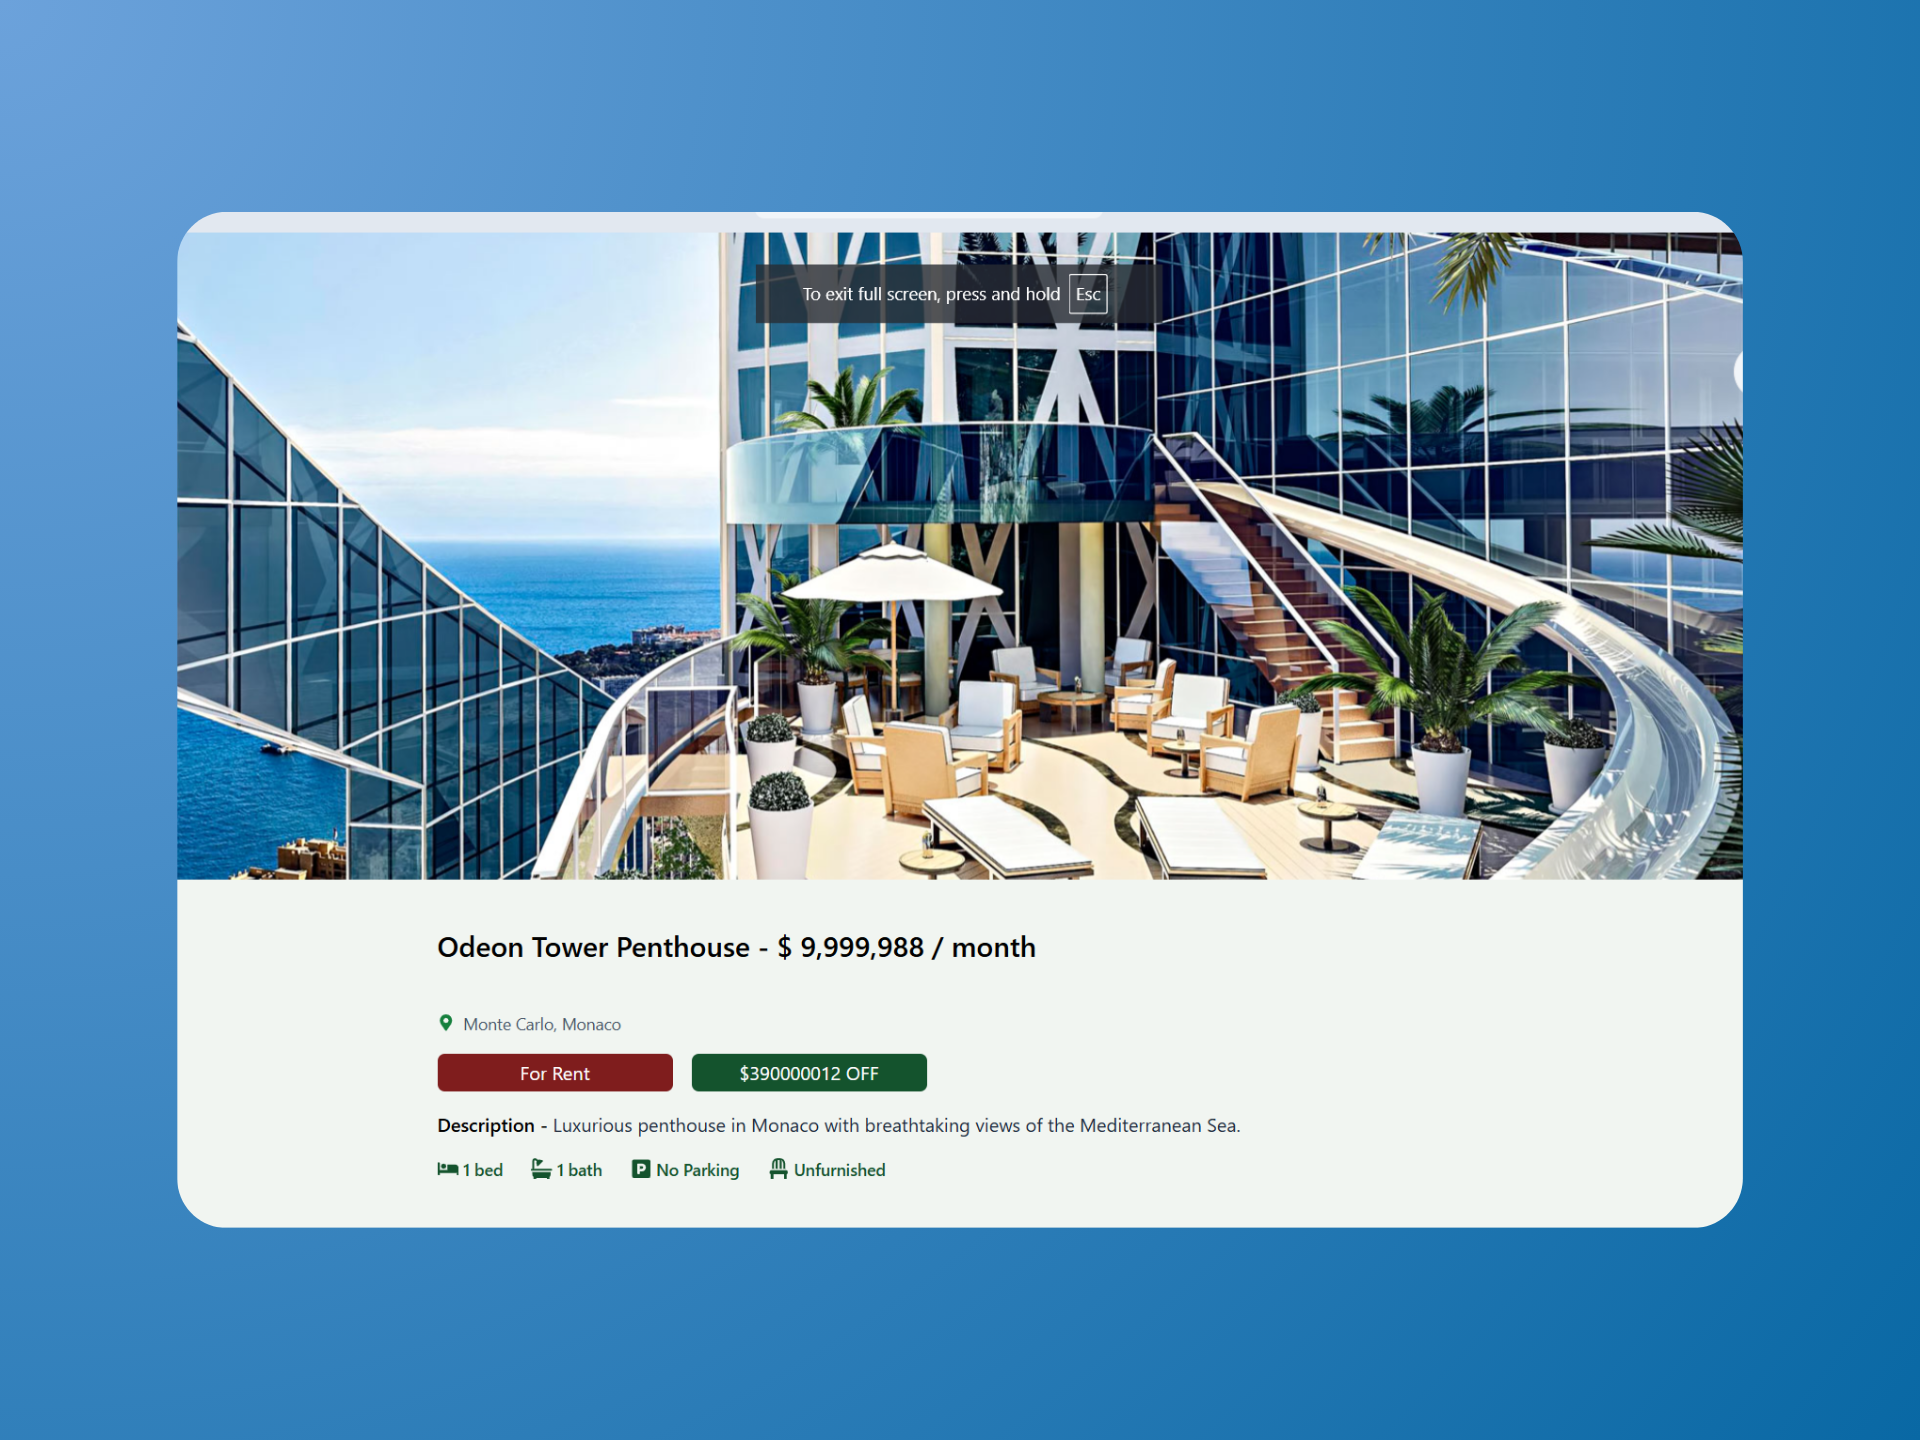 To exit full screen, press and hold Esc
Odeon Tower Penthouse - $ 9,999,988 / month
Monte Carlo, Monaco
For Rent
$390000012 OFF
Description - Luxurious penthouse in Monaco with breathtaking views of the Mediterranean Sea.
1 bed 1 bath P No Parking Unfurnished